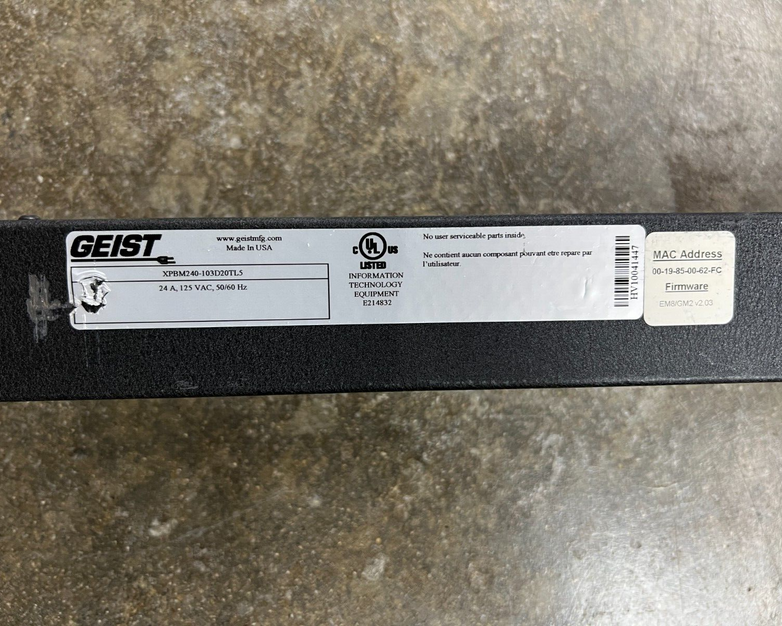 GEIST
www.geistmfg.com
Made In USA
XPBM240-103D20TL5
24 A, 125 VAC, 50/60 Hz
C UL US
LISTED
INFORMATION
TECHNOLOGY
EQUIPMENT
E214832
No user serviceable parts inside.
Ne contient aucun composant pouvant etre repare par
l'utilisateur.
HV10041447
MAC Address
00-19-85-00-62-FC
Firmware
EM8/GM2 v2.03